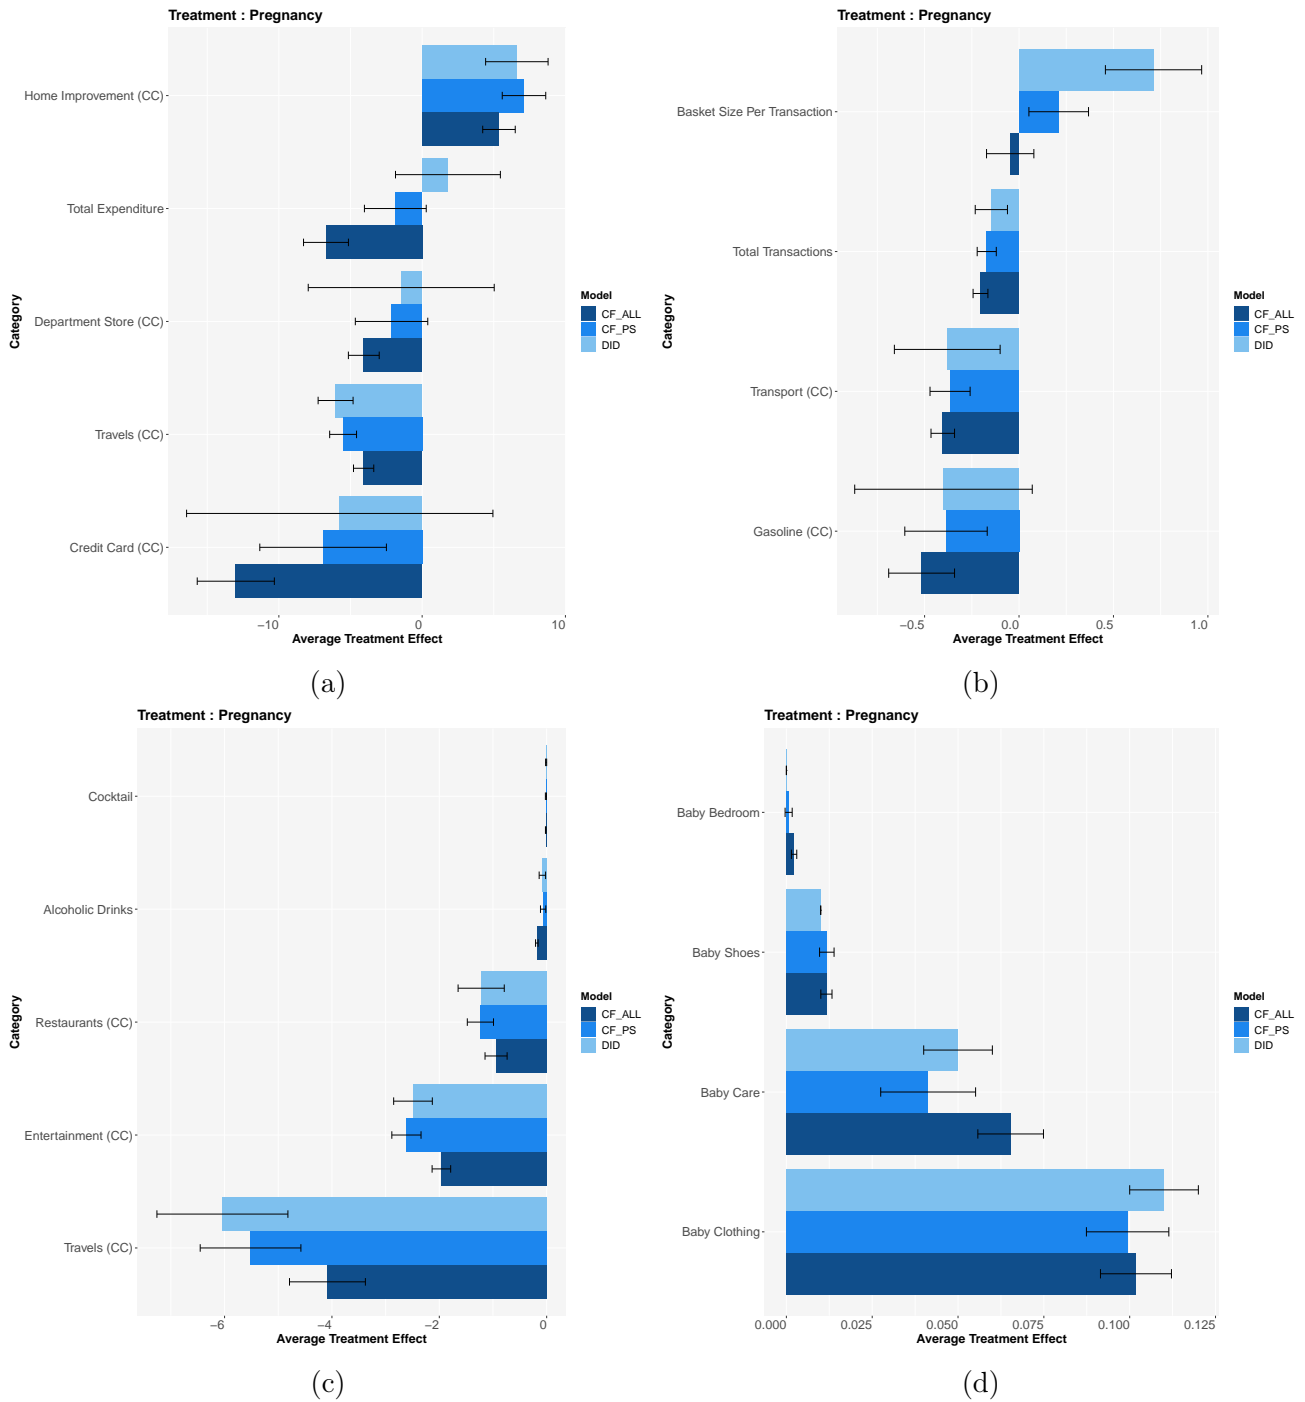 Treatment : Pregnancy
Category
Home Improvement (CC)
Total Expenditure
Department Store (CC)
Travels (CC)
Credit Card (CC)
−10 0 10
Average Treatment Effect
Model
CF_ALL
CF_PS
DID
(a)
Treatment : Pregnancy
Category
Basket Size Per Transaction
Total Transactions
Transport (CC)
Gasoline (CC)
−0.5 0.0 0.5 1.0
Average Treatment Effect
Model
CF_ALL
CF_PS
DID
(b)
Treatment : Pregnancy
Category
Cocktail
Alcoholic Drinks
Restaurants (CC)
Entertainment (CC)
Travels (CC)
−6 −4 −2 0
Average Treatment Effect
Model
CF_ALL
CF_PS
DID
(c)
Treatment : Pregnancy
Category
Baby Bedroom
Baby Shoes
Baby Care
Baby Clothing
0.000 0.025 0.050 0.075 0.100 0.125
Average Treatment Effect
Model
CF_ALL
CF_PS
DID
(d)